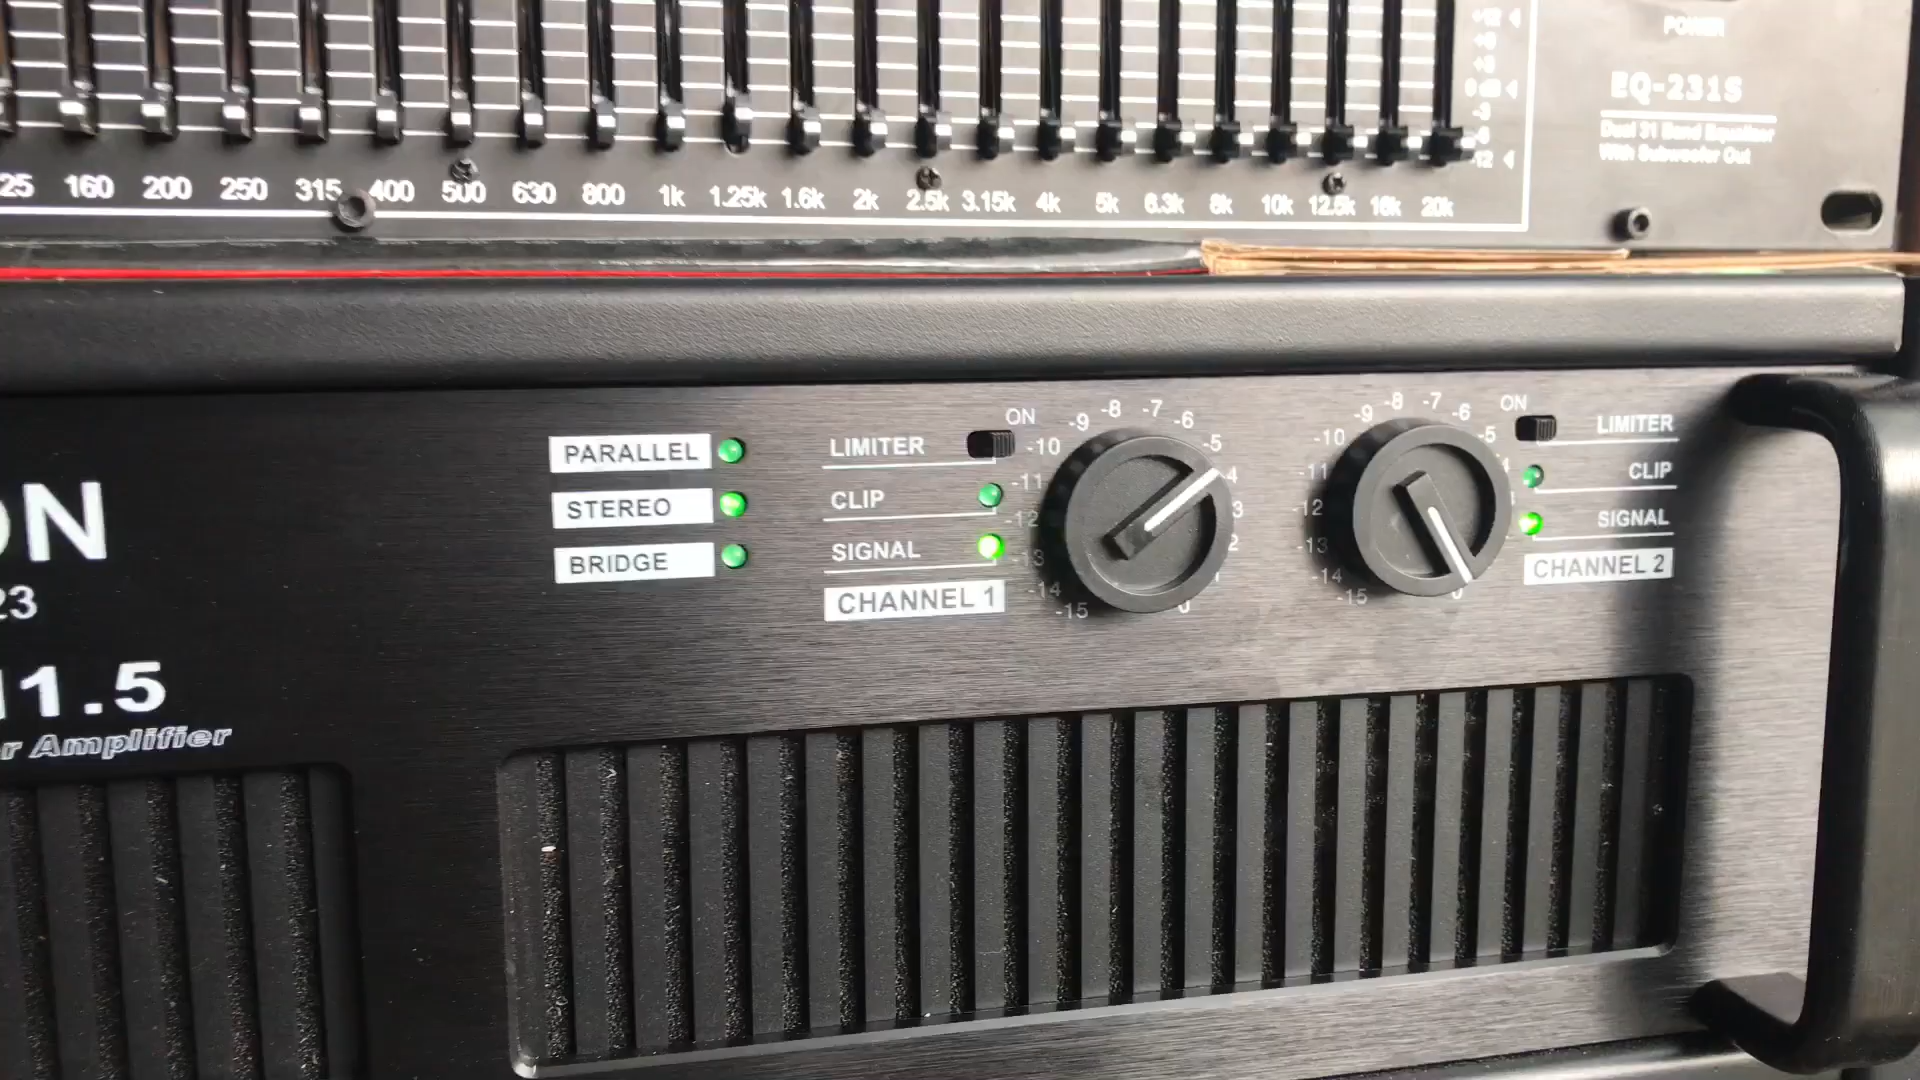 +12
+6
+3
0 dB
-3
-6
-12
POWER
EQ-231S
Dual 31 Band Equalizer
With Subwoofer Out
25 160 200 250 315 400 500 630 800 1k 1.25k 1.6k 2k 2.5k 3.15k 4k 5k 6.3k 8k 10k 12.5k 16k 20k
ON
23
11.5
r Amplifier
PARALLEL
STEREO
BRIDGE
ON
LIMITER
CLIP
SIGNAL
CHANNEL 1
-15 -14 -13 -12 -11 -10 -9 -8 -7 -6 -5 4 3 2 1 0
-15 -14 -13 -12 -11 -10 -9 -8 -7 -6 -5 4 0
ON
LIMITER
CLIP
SIGNAL
CHANNEL 2